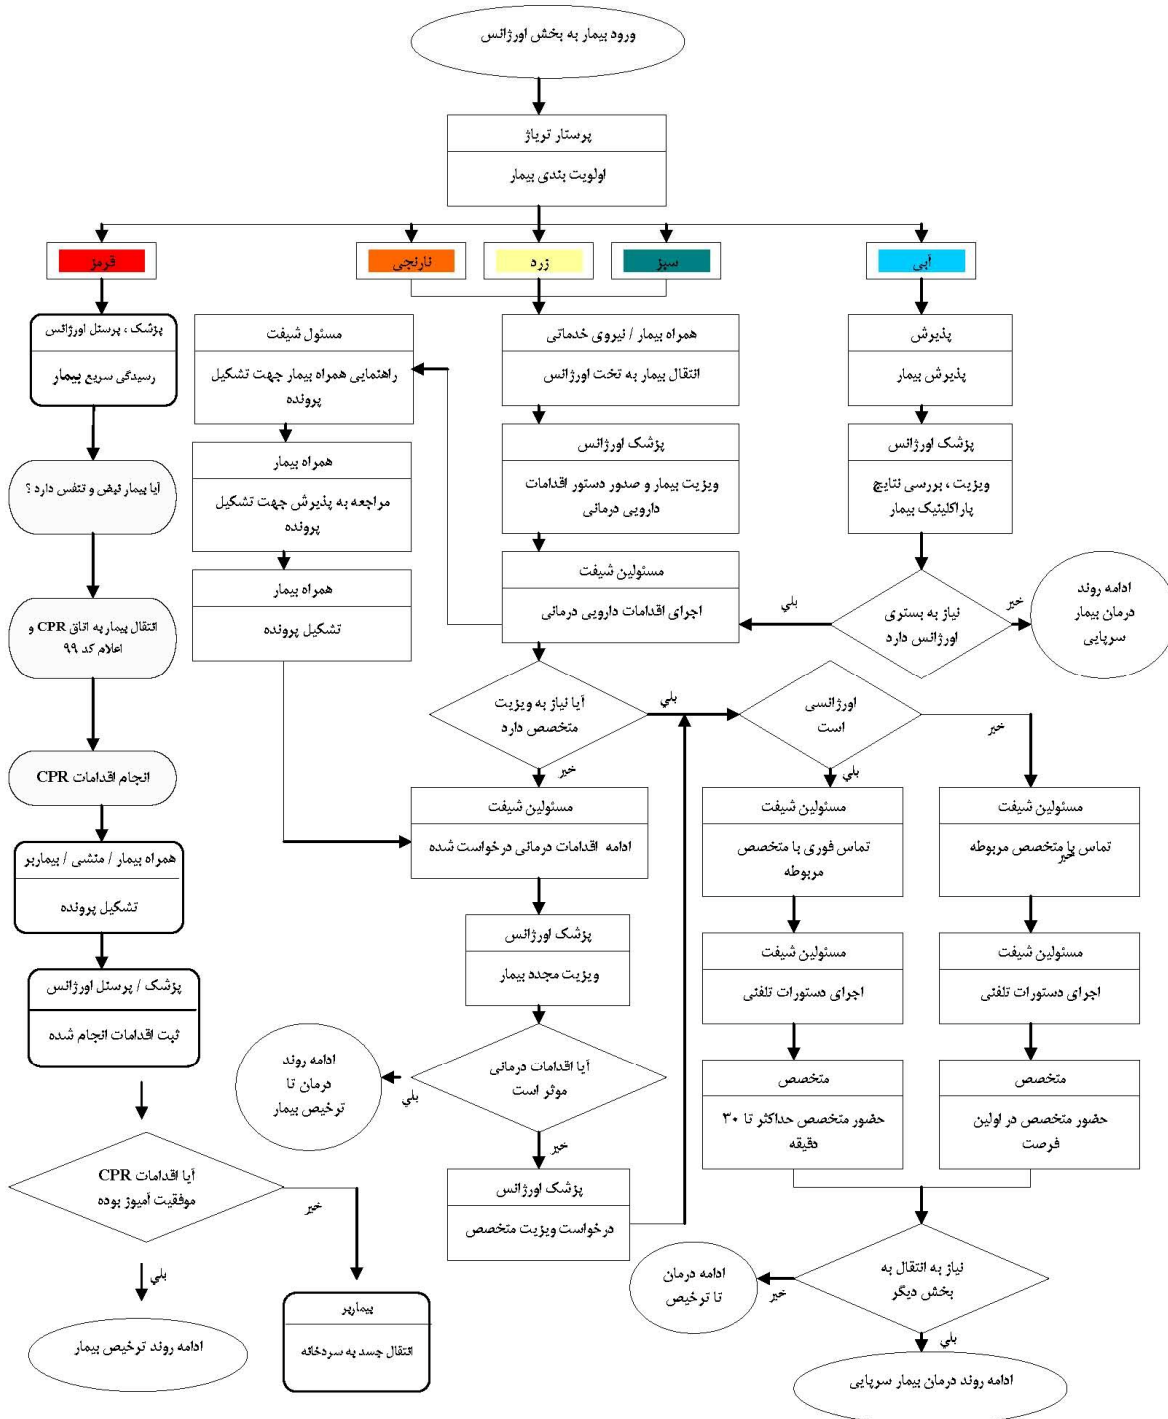 ورود بیمار به بخش اورژانس
پرستار تریاژ
اولویت بندی بیمار
قرمز
نارنجی
زرد
سبز
آبی
پزشک ، پرسنل اورژانس
رسیدگی سریع بیمار
آیا بیمار نبض و تنفس دارد ؟
انتقال بیمار به اتاق CPR و
اعلام کد ۹۹
انجام اقدامات CPR
همراه بیمار / منشی / بیماربر
تشکیل پرونده
پزشک / پرسنل اورژانس
ثبت اقدامات انجام شده
آیا اقدامات CPR
موفقیت آمیوز بوده
خیر
بلي
ادامه روند ترخیص بیمار
بیماربر
انتقال جسد به سردخانه
مسئول شیفت
راهنمایی همراه بیمار جهت تشکیل
پرونده
همراه بیمار
مراجعه به پذیرش جهت تشکیل
پرونده
همراه بیمار
تشکیل پرونده
همراه بیمار / نیروی خدماتی
انتقال بیمار به تخت اورژانس
پزشک اورژانس
ویزیت بیمار و صدور دستور اقدامات
دارویی درمانی
مسئولین شیفت
اجرای اقدامات دارویی درمانی
آیا نیاز به ویزیت
متخصص دارد
بلي
خیر
مسئولین شیفت
ادامه اقدامات درمانی درخواست شده
پزشک اورژانس
ویزیت مجدد بیمار
آیا اقدامات درمانی
موثر است
بلي
ادامه روند
درمان تا
ترخیص بیمار
خیر
پزشک اورژانس
درخواست ویزیت متخصص
پذیرش
پذیرش بیمار
پزشک اورژانس
ویزیت ، بررسی نتایج
پاراکلینیک بیمار
نیاز به بستری
اورژانس دارد
بلي
خیر
ادامه روند
درمان بیمار
سرپایی
اورژانسی
است
خیر
بلي
مسئولین شیفت
تماس فوری با متخصص
مربوطه
مسئولین شیفت
اجرای دستورات تلفنی
متخصص
حضور متخصص حداکثر تا ۳۰
دقیقه
مسئولین شیفت
تماس با متخصص مربوطه
خیر
مسئولین شیفت
اجرای دستورات تلفنی
متخصص
حضور متخصص در اولین
فرصت
نیاز به انتقال به
بخش دیگر
خیر
ادامه درمان
تا ترخیص
بلي
ادامه روند درمان بیمار سرپایی